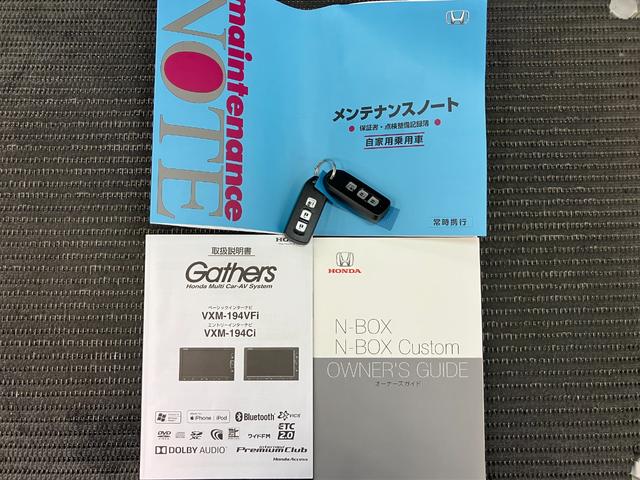 maintenance
NOTE
メンテナンスノート
保証書・点検整備記録簿
自家用乗用車
常時携行
取扱説明書
Gathers
Honda Multi Car-AV System
ベーシックインターナビ
VXM-194VFi
エントリーインターナビ
VXM-194Ci
iPhone iPod
Bluetooth
VICS
DVD
ワイドFM
ETC
2.0
DOLBY AUDIO
internavi
PremiumClub
Honda Access
HONDA
N-BOX
N-BOX Custom
OWNER'S GUIDE
オーナーズガイド